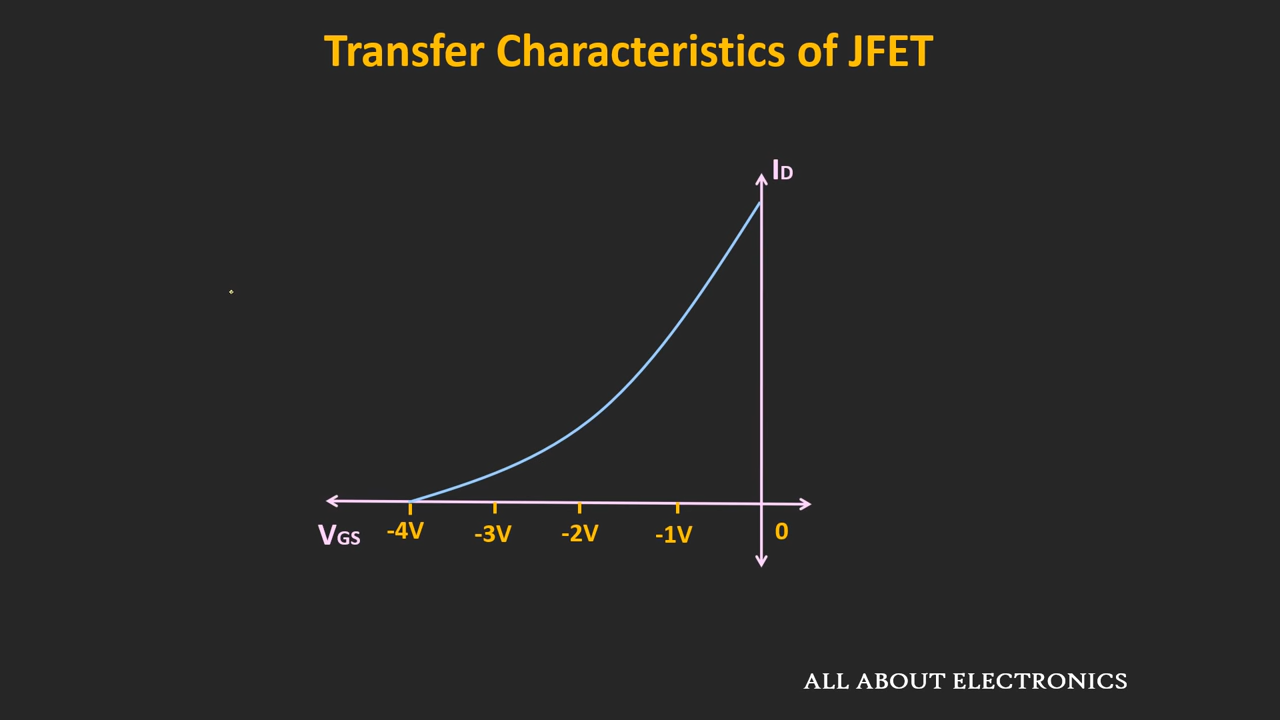 Transfer Characteristics of JFET
ID
VGS -4V -3V -2V -1V 0
ALL ABOUT ELECTRONICS